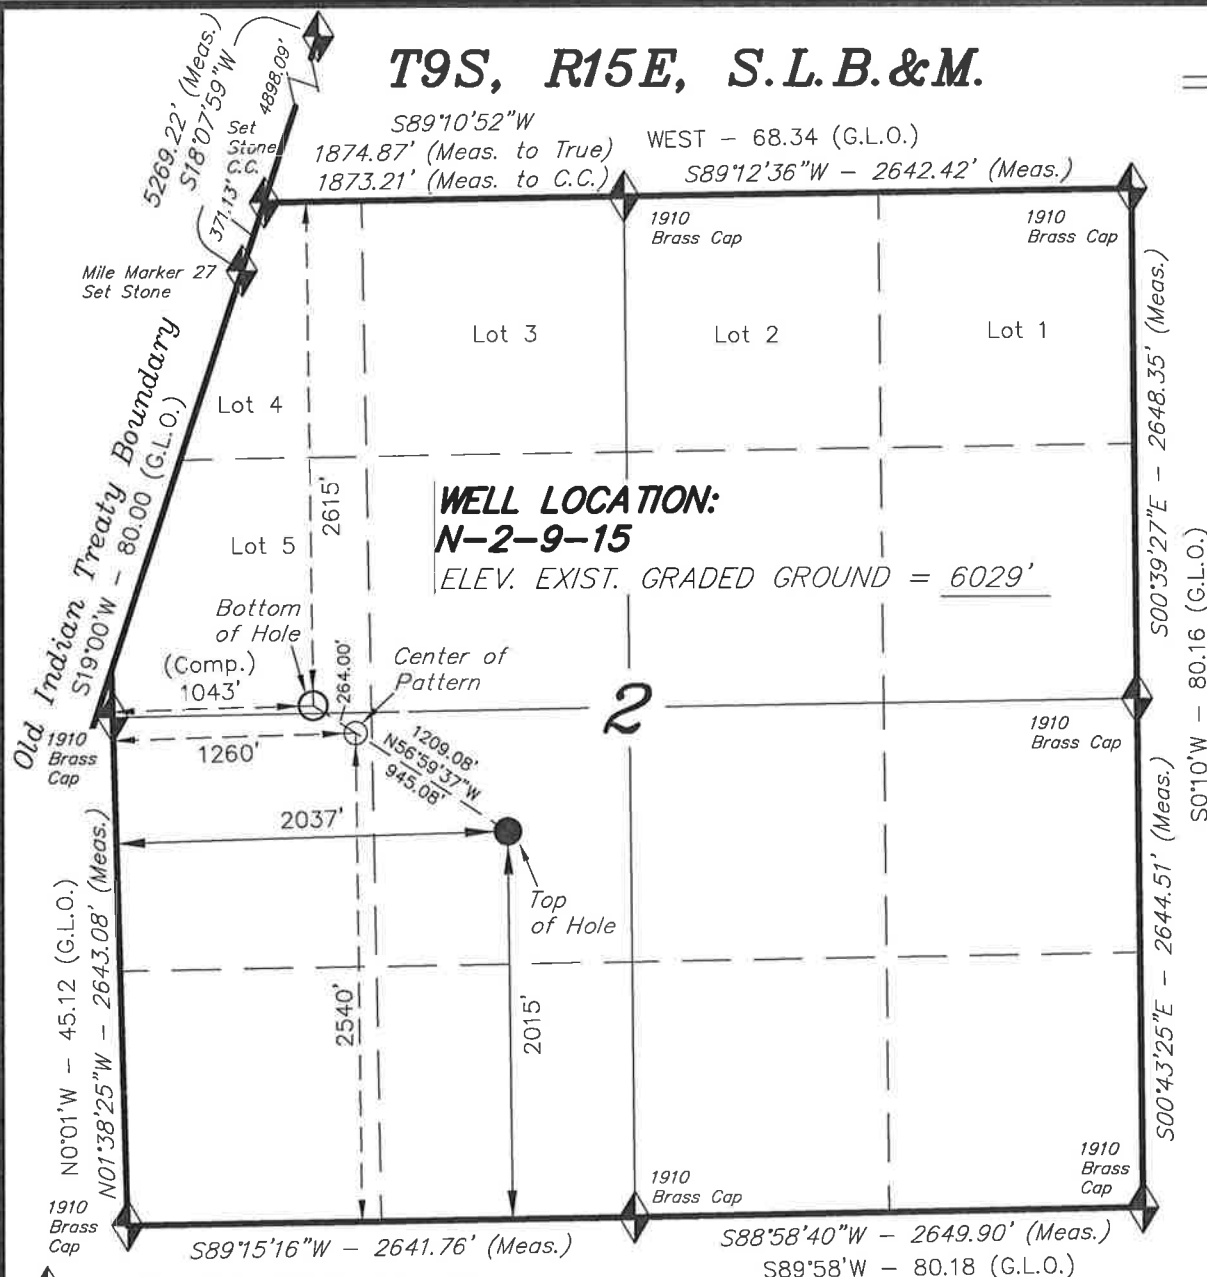 T9S, R15E, S.L.B.&M.
5269.22' (Meas.)
S18°07'59"W
4898.09'
Set
Stone
C.C.
371.13'
S89°10'52"W
1874.87' (Meas. to True)
1873.21' (Meas. to C.C.)
WEST – 68.34 (G.L.O.)
S89°12'36"W – 2642.42' (Meas.)
1910
Brass Cap
1910
Brass Cap
Mile Marker 27
Set Stone
Lot 3
Lot 2
Lot 1
Lot 4
Old Indian Treaty Boundary
S19°00'W – 80.00 (G.L.O.)
S00°39'27"E – 2648.35' (Meas.)
2615'
WELL LOCATION:
N–2–9–15
ELEV. EXIST. GRADED GROUND = 6029'
Lot 5
Bottom
of Hole
(Comp.)
1043'
264.00'
Center of
Pattern
2
S0°10'W – 80.16 (G.L.O.)
1910
Brass
Cap
1260'
1209.08'
N56°59'37"W
945.08'
1910
Brass Cap
2037'
Top
of Hole
N0°01'W – 45.12 (G.L.O.)
N01°38'25"W – 2643.08' (Meas.)
2540'
2015'
S00°43'25"E – 2644.51' (Meas.)
1910
Brass
Cap
1910
Brass Cap
1910
Brass
Cap
S89°15'16"W – 2641.76' (Meas.)
S88°58'40"W – 2649.90' (Meas.)
S89°58'W – 80.18 (G.L.O.)